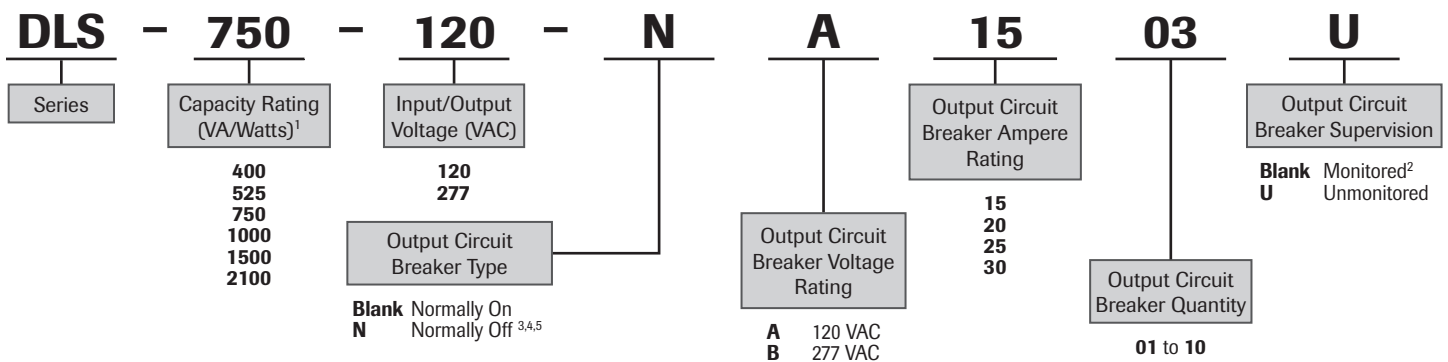 DLS – 750 – 120 – N A 15 03 U
Series
Capacity Rating
(VA/Watts)1
400
525
750
1000
1500
2100
Input/Output
Voltage (VAC)
120
277
Output Circuit
Breaker Type
Blank Normally On
N Normally Off 3,4,5
Output Circuit
Breaker Voltage
Rating
A 120 VAC
B 277 VAC
Output Circuit
Breaker Ampere
Rating
15
20
25
30
Output Circuit
Breaker Quantity
01 to 10
Output Circuit
Breaker Supervision
Blank Monitored2
U Unmonitored